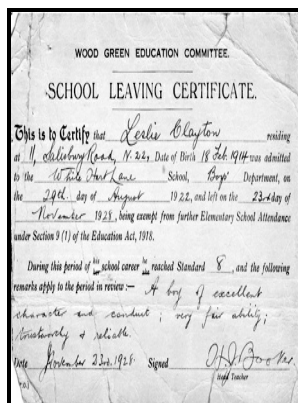 WOOD GREEN EDUCATION COMMITTEE.
SCHOOL LEAVING CERTIFICATE.
This is to Certify that Leslie Clayton residing
at 11, Salisbury Road, N.22, Date of Birth 18 Feb. 1914 was admitted
to the White Hart Lane School, Boys' Department, on
the 29th day of August 1922, and left on the 23rd day of
November 1928, being exempt from further Elementary School Attendance
under Section 9 (1) of the Education Act, 1918.
During this period of his school career he reached Standard 8, and the following
remarks apply to the period in review:— A boy of excellent
character and conduct; very fair ability;
trustworthy & reliable.
Date November 23rd. 1928. Signed
Head Teacher